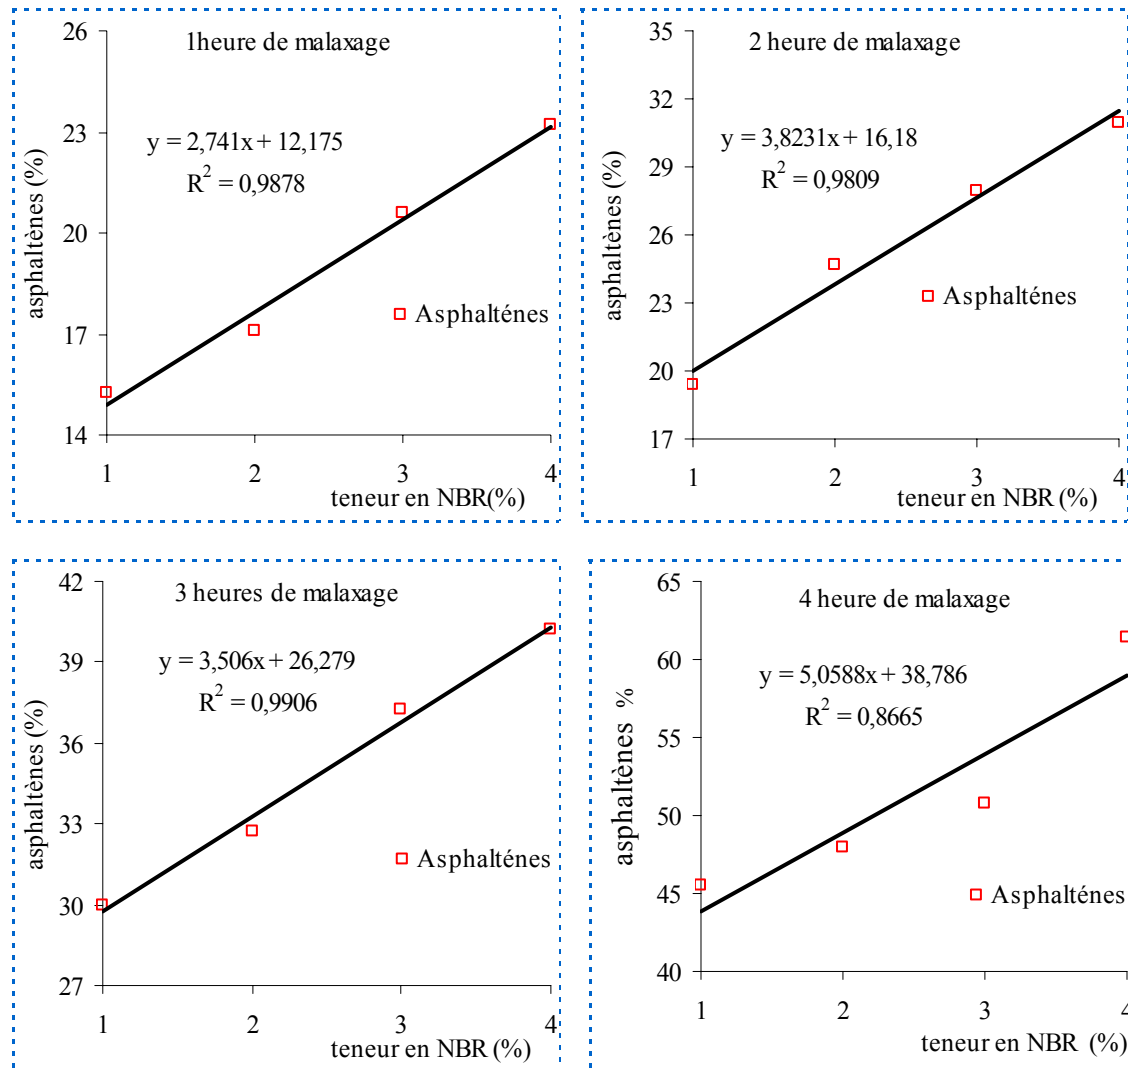 1heure de malaxage
y = 2,741x + 12,175
R² = 0,9878
asphaltènes (%)
26
23
20
17
14
Asphalténes
1 2 3 4
teneur en NBR(%)
2 heure de malaxage
y = 3,8231x + 16,18
R² = 0,9809
asphaltènes (%)
35
32
29
26
23
20
17
Asphalténes
1 2 3 4
teneur en NBR (%)
3 heures de malaxage
y = 3,506x + 26,279
R² = 0,9906
asphaltènes (%)
42
39
36
33
30
27
Asphalténes
1 2 3 4
teneur en NBR (%)
4 heure de malaxage
y = 5,0588x + 38,786
R² = 0,8665
asphaltènes %
65
60
55
50
45
40
Asphalténes
1 2 3 4
teneur en NBR (%)